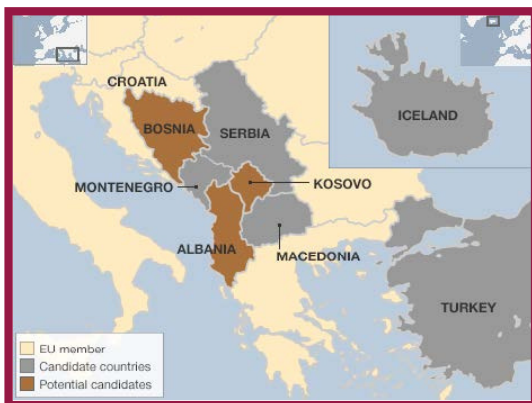 CROATIA
BOSNIA
SERBIA
ICELAND
MONTENEGRO
KOSOVO
ALBANIA
MACEDONIA
TURKEY
EU member
Candidate countries
Potential candidates